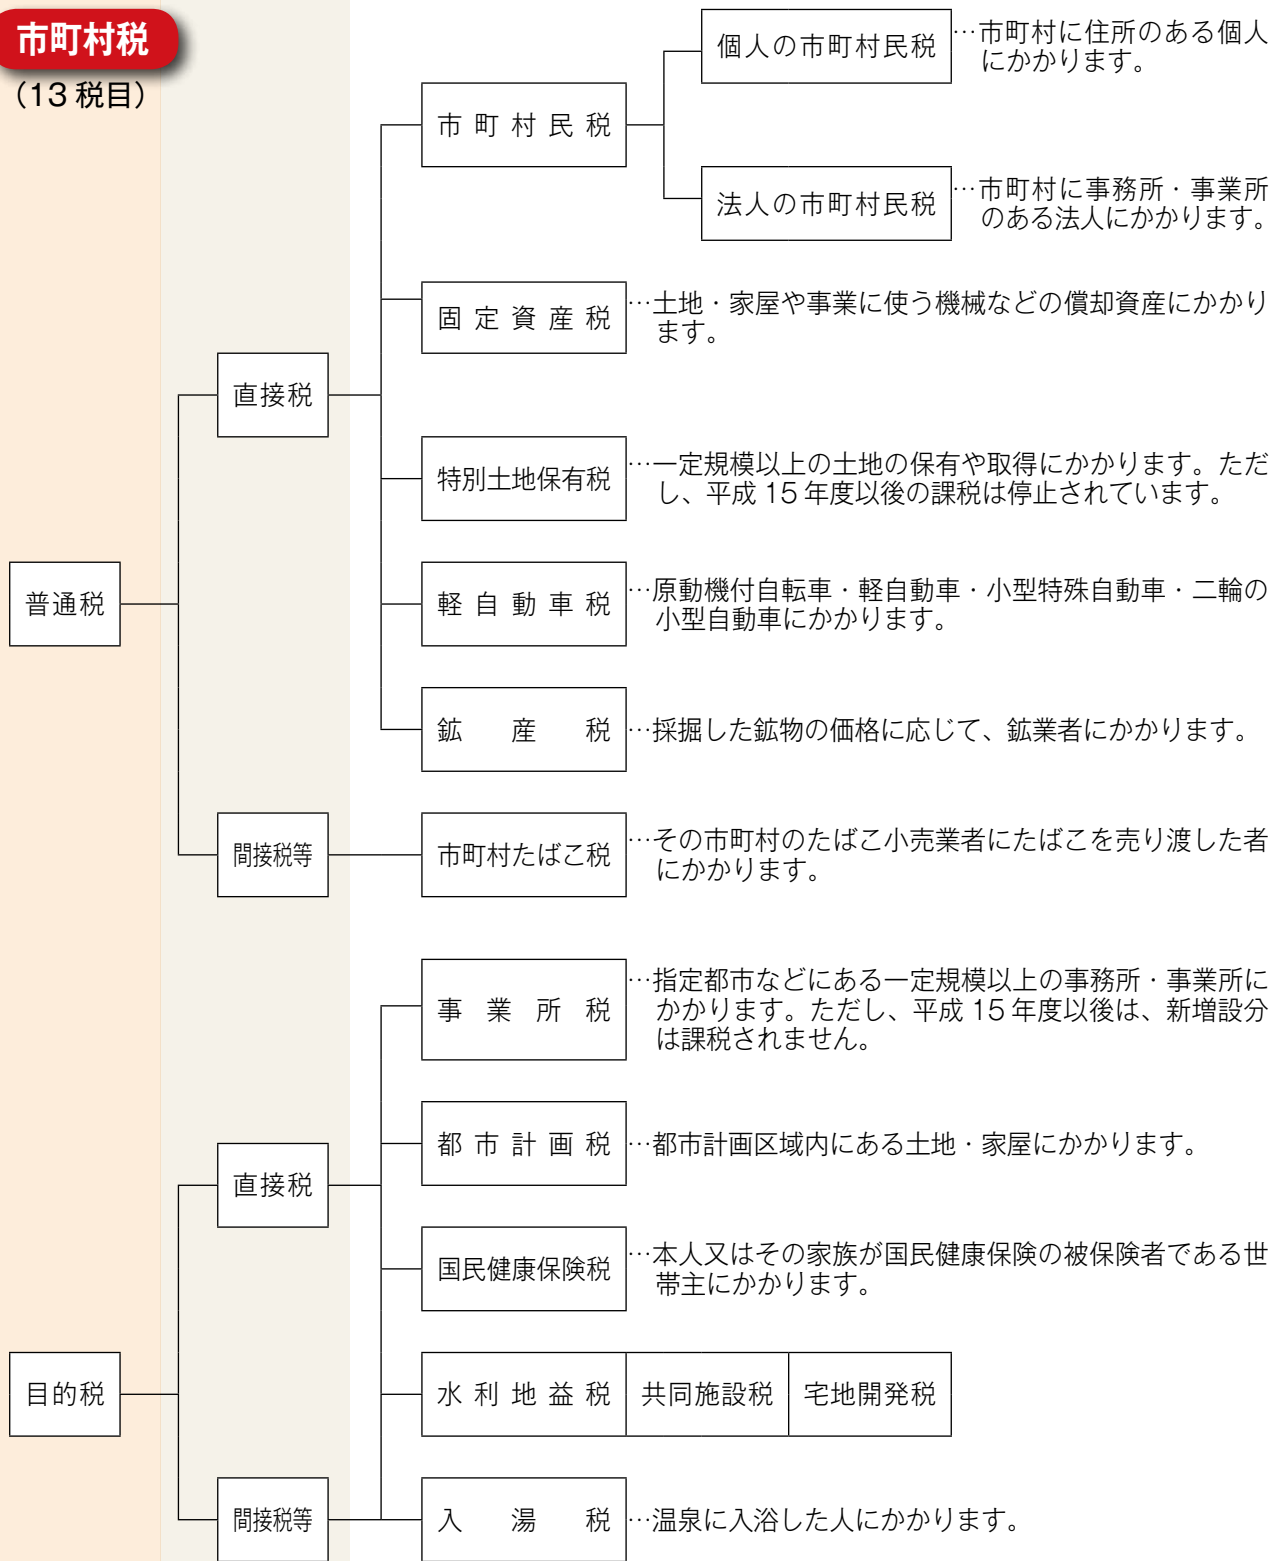 市町村税
（13 税目）
普通税
直接税
市町村民税
個人の市町村民税
…市町村に住所のある個人
にかかります。
法人の市町村民税
…市町村に事務所・事業所
のある法人にかかります。
固定資産税
…土地・家屋や事業に使う機械などの償却資産にかかり
ます。
特別土地保有税
…一定規模以上の土地の保有や取得にかかります。ただ
し、平成 15 年度以後の課税は停止されています。
軽自動車税
…原動機付自転車・軽自動車・小型特殊自動車・二輪の
小型自動車にかかります。
鉱産税
…採掘した鉱物の価格に応じて、鉱業者にかかります。
間接税等
市町村たばこ税
…その市町村のたばこ小売業者にたばこを売り渡した者
にかかります。
目的税
直接税
事業所税
…指定都市などにある一定規模以上の事務所・事業所に
かかります。ただし、平成 15 年度以後は、新増設分
は課税されません。
都市計画税
…都市計画区域内にある土地・家屋にかかります。
国民健康保険税
…本人又はその家族が国民健康保険の被保険者である世
帯主にかかります。
水利地益税
共同施設税
宅地開発税
間接税等
入湯税
…温泉に入浴した人にかかります。